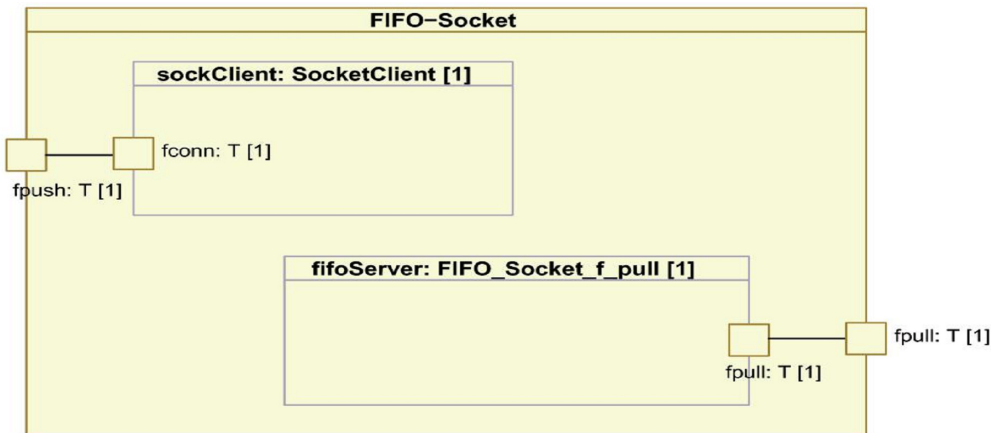 FIFO−Socket
sockClient: SocketClient [1]
fconn: T [1]
fpush: T [1]
fifoServer: FIFO_Socket_f_pull [1]
fpull: T [1]
fpull: T [1]